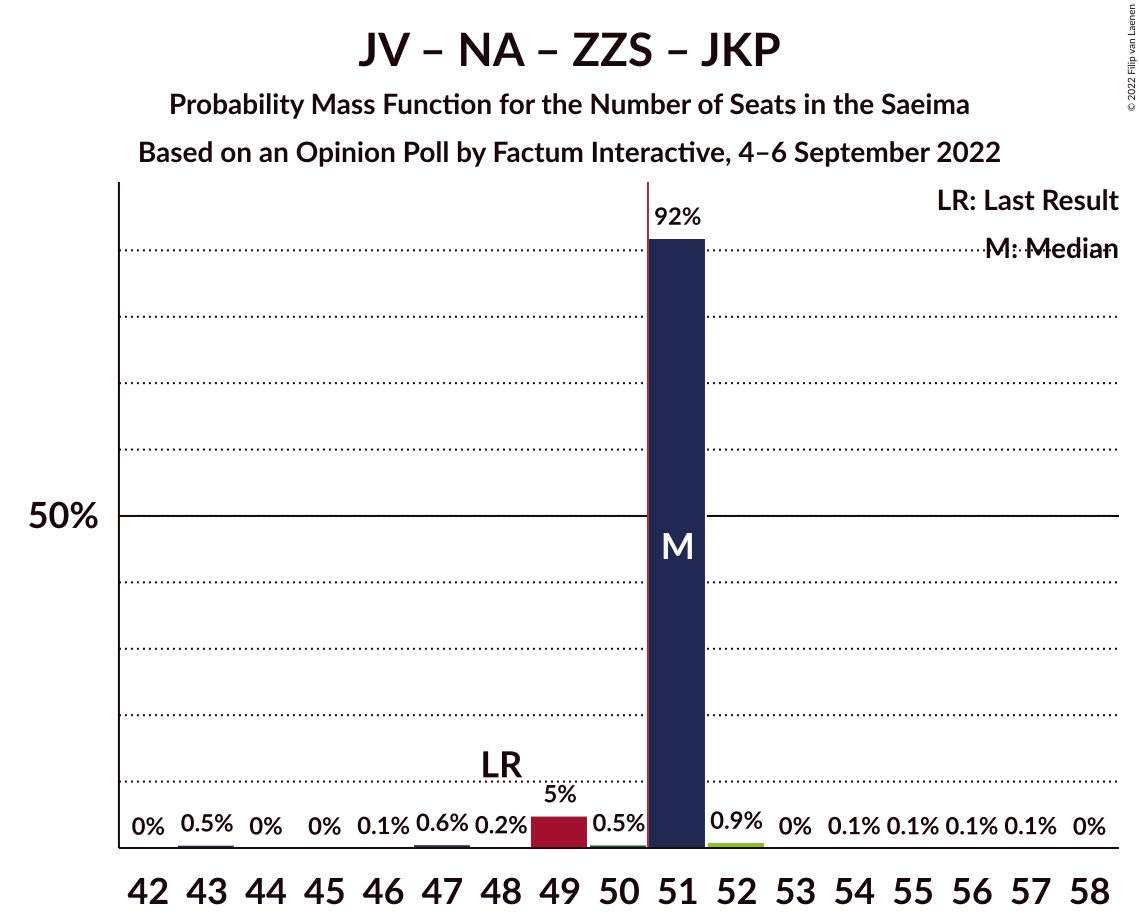 JV – NA – ZZS – JKP
Probability Mass Function for the Number of Seats in the Saeima
Based on an Opinion Poll by Factum Interactive, 4–6 September 2022
© 2022 Filip van Laenen
LR: Last Result
M: Median
92%
50%
M
LR
5%
0% 0.5% 0% 0% 0.1% 0.6% 0.2% 0.5% 0.9% 0% 0.1% 0.1% 0.1% 0.1% 0%
42 43 44 45 46 47 48 49 50 51 52 53 54 55 56 57 58